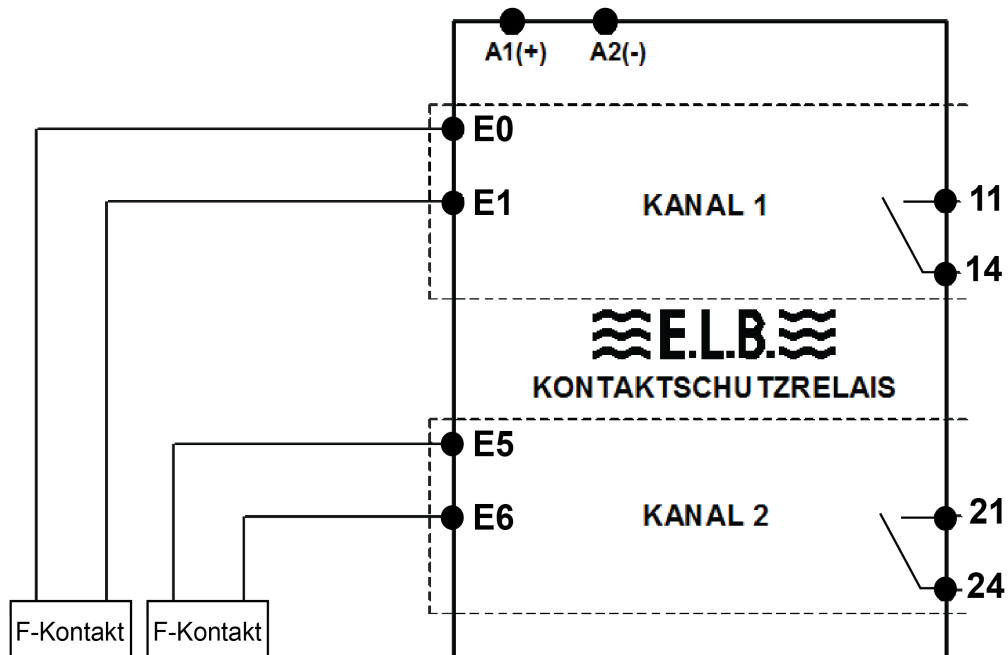 A1(+) A2(-)
E0
E1
KANAL 1
11
14
E.L.B.
KONTAKTSCHUTZRELAIS
E5
E6
KANAL 2
21
24
F-Kontakt F-Kontakt